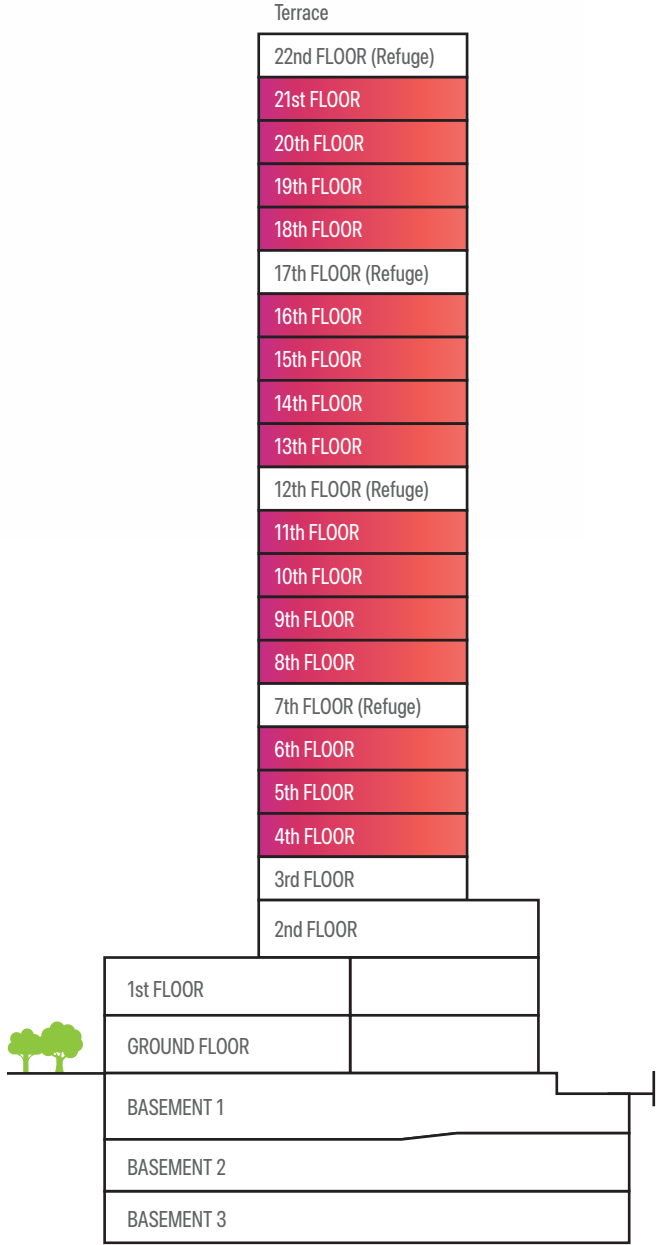 Terrace
22nd FLOOR (Refuge)
21st FLOOR
20th FLOOR
19th FLOOR
18th FLOOR
17th FLOOR (Refuge)
16th FLOOR
15th FLOOR
14th FLOOR
13th FLOOR
12th FLOOR (Refuge)
11th FLOOR
10th FLOOR
9th FLOOR
8th FLOOR
7th FLOOR (Refuge)
6th FLOOR
5th FLOOR
4th FLOOR
3rd FLOOR
2nd FLOOR
1st FLOOR
GROUND FLOOR
BASEMENT 1
BASEMENT 2
BASEMENT 3